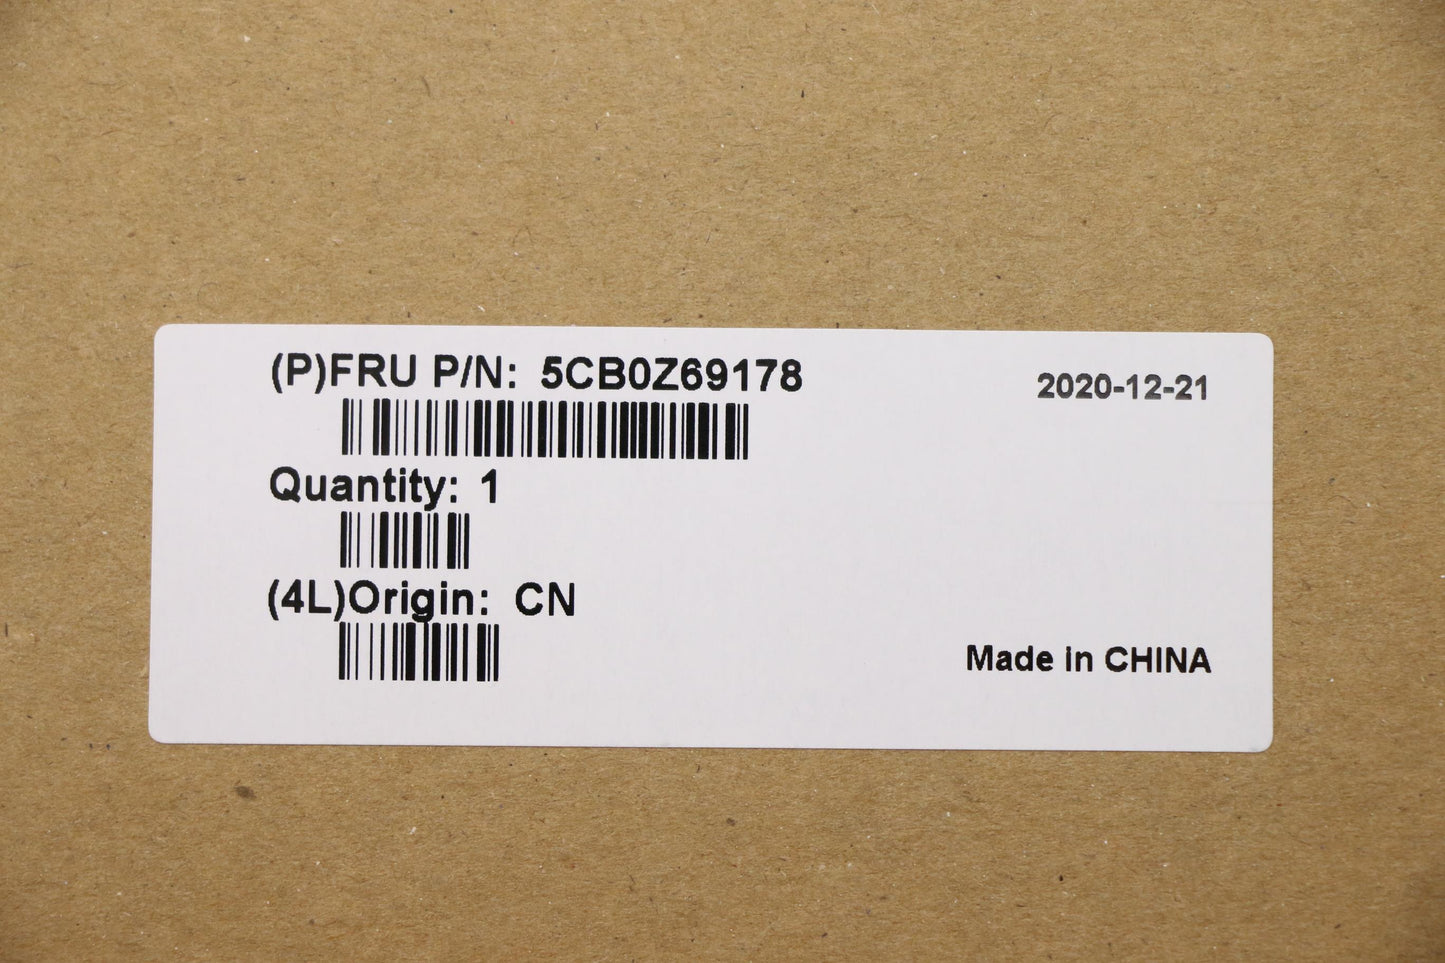 (P)FRU P/N: 5CB0Z69178
2020-12-21
Quantity: 1
(4L)Origin: CN
Made in CHINA